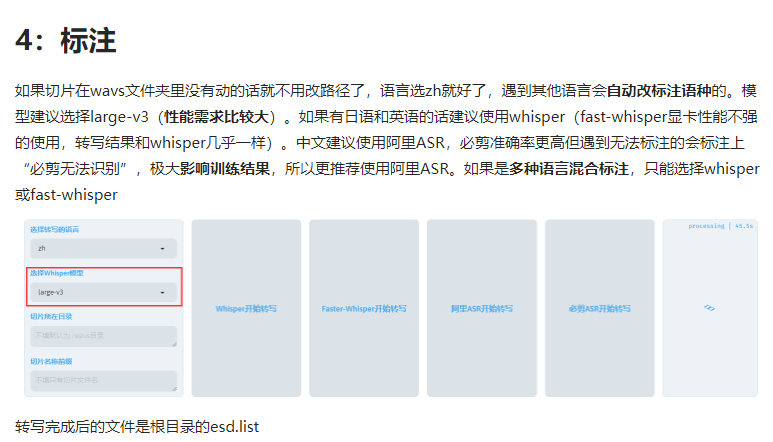 4：标注
如果切片在wavs文件夹里没有动的话就不用改路径了，语言选zh就好了，遇到其他语言会自动改标注语种的。模
型建议选择large-v3（性能需求比较大）。如果有日语和英语的话建议使用whisper（fast-whisper显卡性能不强
的使用，转写结果和whisper几乎一样）。中文建议使用阿里ASR，必剪准确率更高但遇到无法标注的会标注上
“必剪无法识别”，极大影响训练结果，所以更推荐使用阿里ASR。如果是多种语言混合标注，只能选择whisper
或fast-whisper
选择转写的语言
zh
选择Whisper模型
large-v3
切片所在目录
不填默认为./wavs目录
切片名称前缀
不填只有切片文件名
Whisper开始转写
Faster-Whisper开始转写
阿里ASR开始转写
必剪ASR开始转写
processing | 45.5s
转写完成后的文件是根目录的esd.list